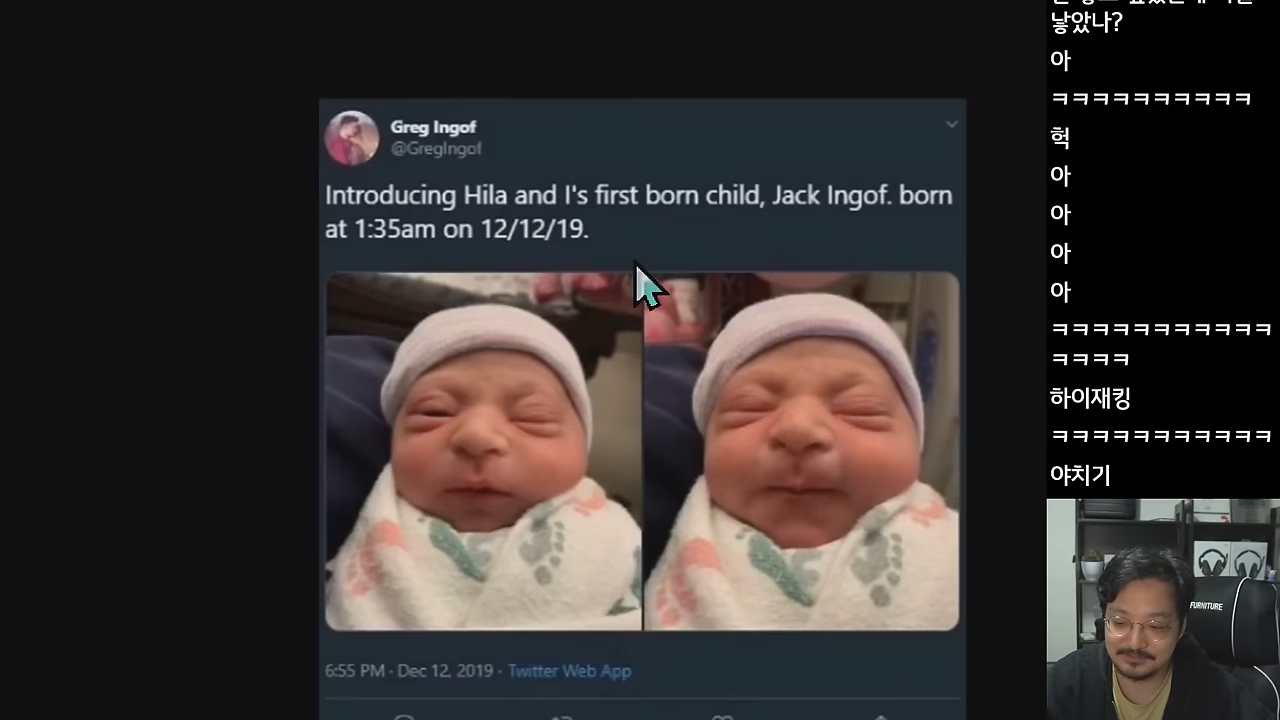 Greg Ingof
@GregIngof
Introducing Hila and I's first born child, Jack Ingof. born
at 1:35am on 12/12/19.
6:55 PM · Dec 12, 2019 · Twitter Web App
낳았나?
아
ㅋㅋㅋㅋㅋㅋㅋㅋㅋㅋ
헉
아
아
아
아
ㅋㅋㅋㅋㅋㅋㅋㅋㅋㅋㅋ
ㅋㅋㅋㅋ
하이재킹
ㅋㅋㅋㅋㅋㅋㅋㅋㅋㅋㅋ
야치기
FURNITURE